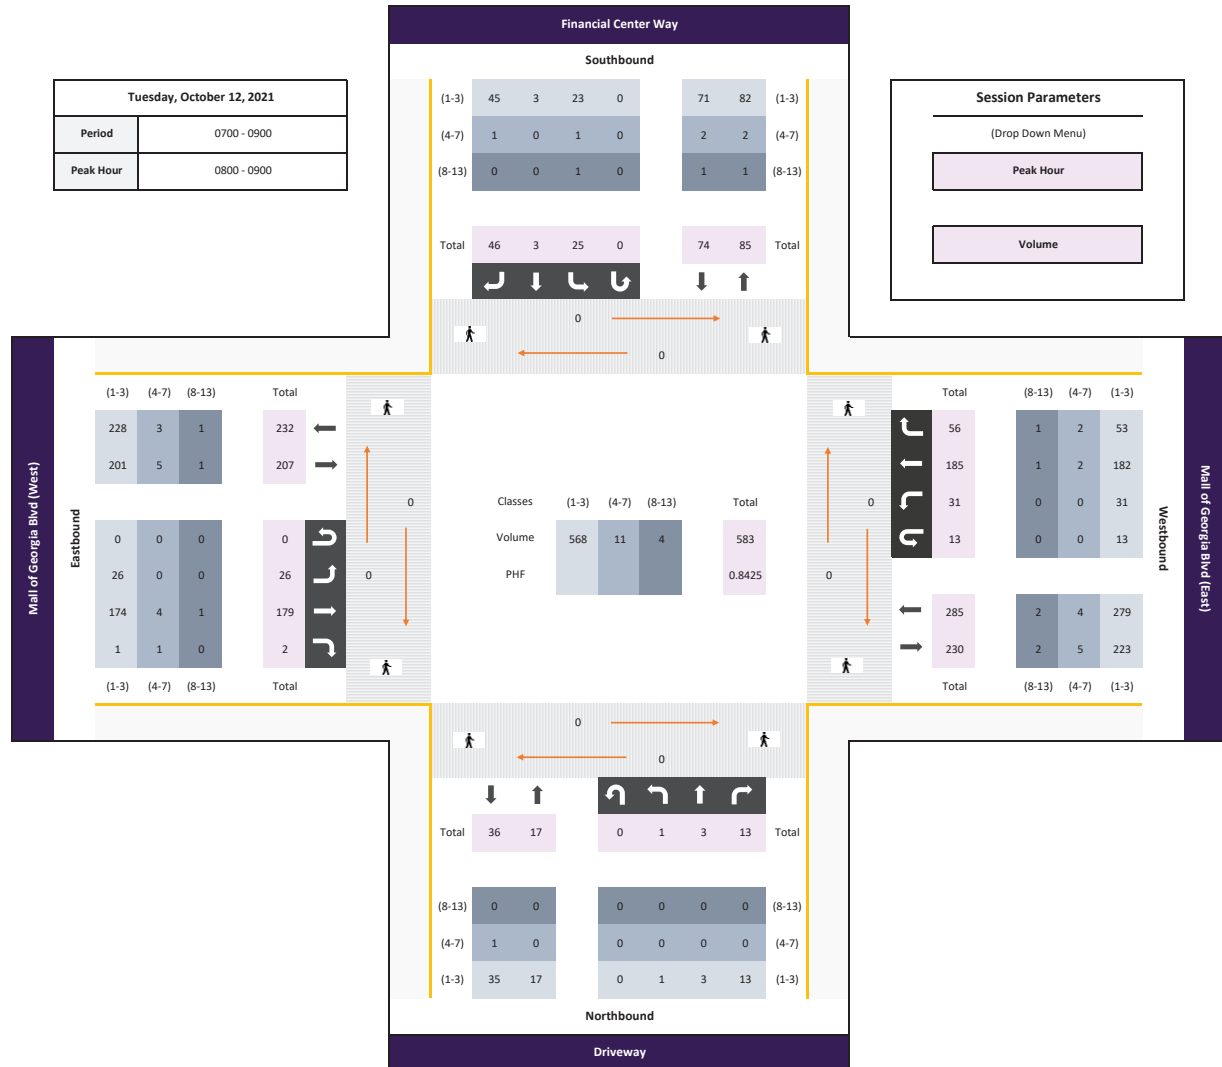 Financial Center Way
Southbound
Tuesday, October 12, 2021
Period 0700 - 0900
Peak Hour 0800 - 0900
Session Parameters
(Drop Down Menu)
Peak Hour
Volume
(1-3) 45 3 23 0 71 82 (1-3)
(4-7) 1 0 1 0 2 2 (4-7)
(8-13) 0 0 1 0 1 1 (8-13)
Total 46 3 25 0 74 85 Total
0
0
Mall of Georgia Blvd (West)
Eastbound
(1-3) (4-7) (8-13) Total
228 3 1 232
201 5 1 207
0 0 0 0
26 0 0 26
174 4 1 179
1 1 0 2
(1-3) (4-7) (8-13) Total
0
0
Classes (1-3) (4-7) (8-13) Total
Volume 568 11 4 583
PHF 0.8425
0
0
Total (8-13) (4-7) (1-3)
56 1 2 53
185 1 2 182
31 0 0 31
13 0 0 13
285 2 4 279
230 2 5 223
Total (8-13) (4-7) (1-3)
Westbound
Mall of Georgia Blvd (East)
0
0
Total 36 17 0 1 3 13 Total
(8-13) 0 0 0 0 0 0 (8-13)
(4-7) 1 0 0 0 0 0 (4-7)
(1-3) 35 17 0 1 3 13 (1-3)
Northbound
Driveway